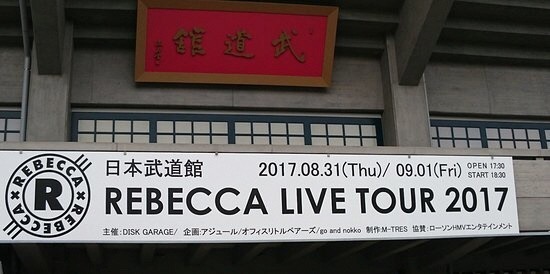 館道武
REBECCA
REBECCA
R
日本武道館
2017.08.31(Thu)/ 09.01(Fri)
OPEN 17:30
START 18:30
REBECCA LIVE TOUR 2017
主催:DISK GARAGE/ 企画:アジュール/オフィスリトルベアーズ/go and nokko 制作:M-TRES 協賛:ローソンHMVエンタテインメント